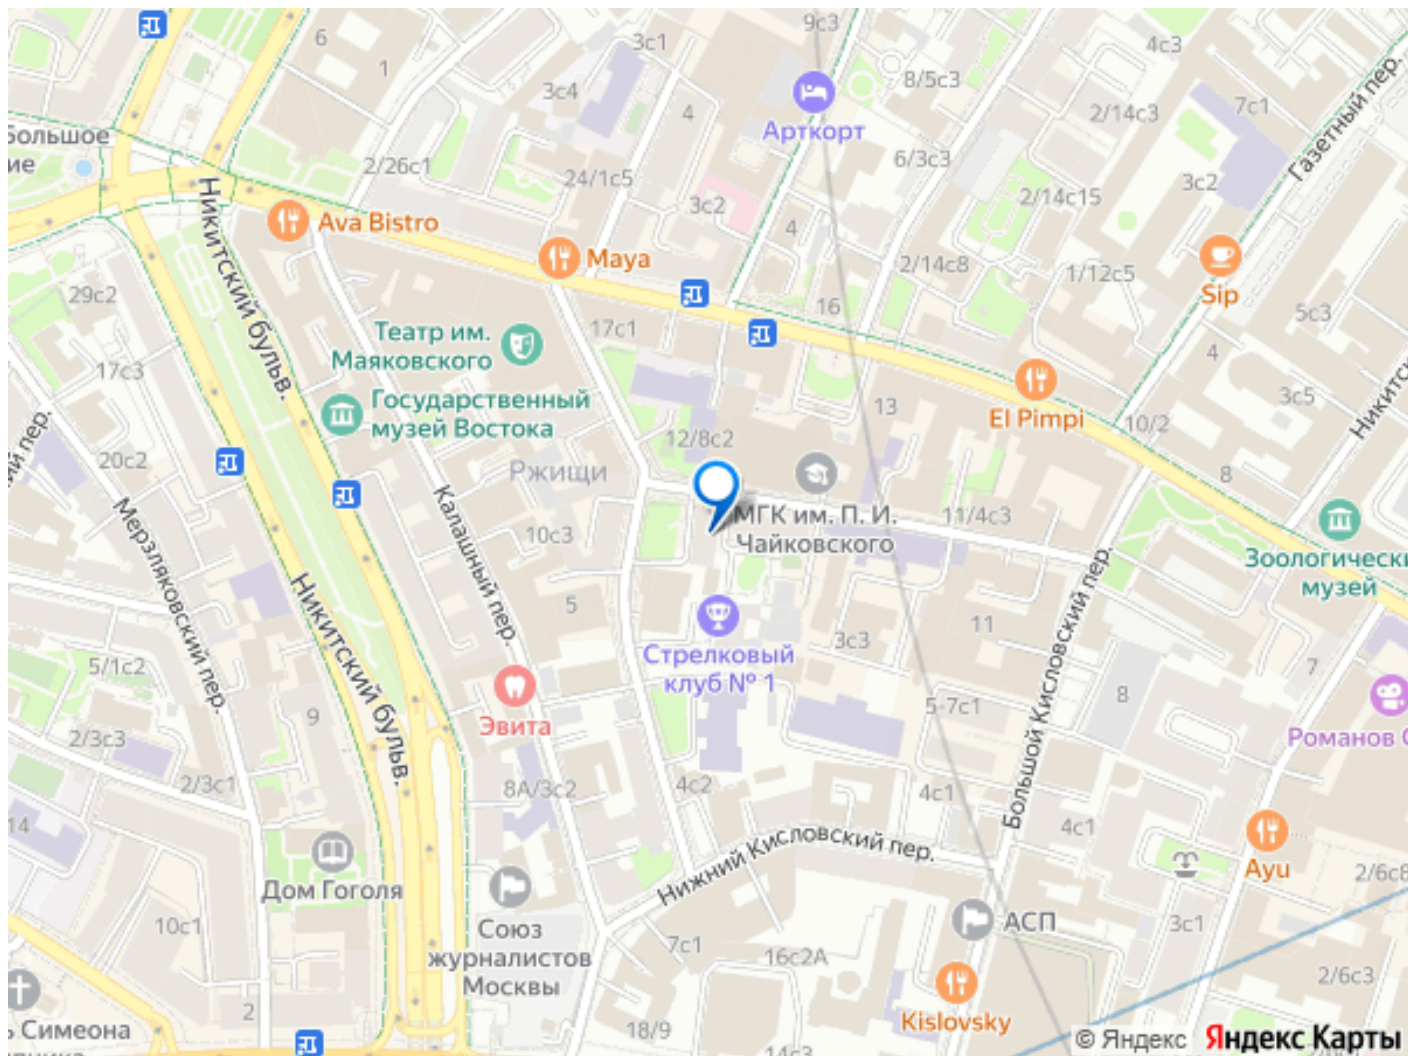 9с3
6
3с1
4с3
1
8/5с3
3с4
4
7с1
Арткорт
2/14с3
Газетный пер.
Большое
ие
2/26с1
24/1с5
6/3с3
3с2
2/14с15
3с2
Ava Bistro
4
Никитский бульв.
Maya
2/14с8
1/12с5
29с2
Sip
16
5с3
17с1
Театр им.
Маяковского
4
17с3
Государственный
музей Востока
13
El Pimpi
3с5
Никитс
10/2
ий пер.
12/8с2
20с2
Ржищи
8
Мерзляковский пер.
Калашный пер.
МГК им. П. И.
Чайковского
11/4с3
10с3
Зоологически
музей
Большой Кисловский пер.
Никитский бульв.
5
11
3с3
Стрелковый
клуб № 1
5/1с2
7
8
Эвита
5-7с1
9
Романов С
2/3с3
2/3с1
8А/3с2
4с2
4с1
14
4с1
Нижний Кисловский пер.
Ayu
2/6с8
Дом Гоголя
10с1
АСП
3с1
Союз
журналистов
Москвы
7с1
16с2А
2/6с3
2
ь Симеона
Kislovsky
18/9
14с3
© Яндекс Яндекс Карты